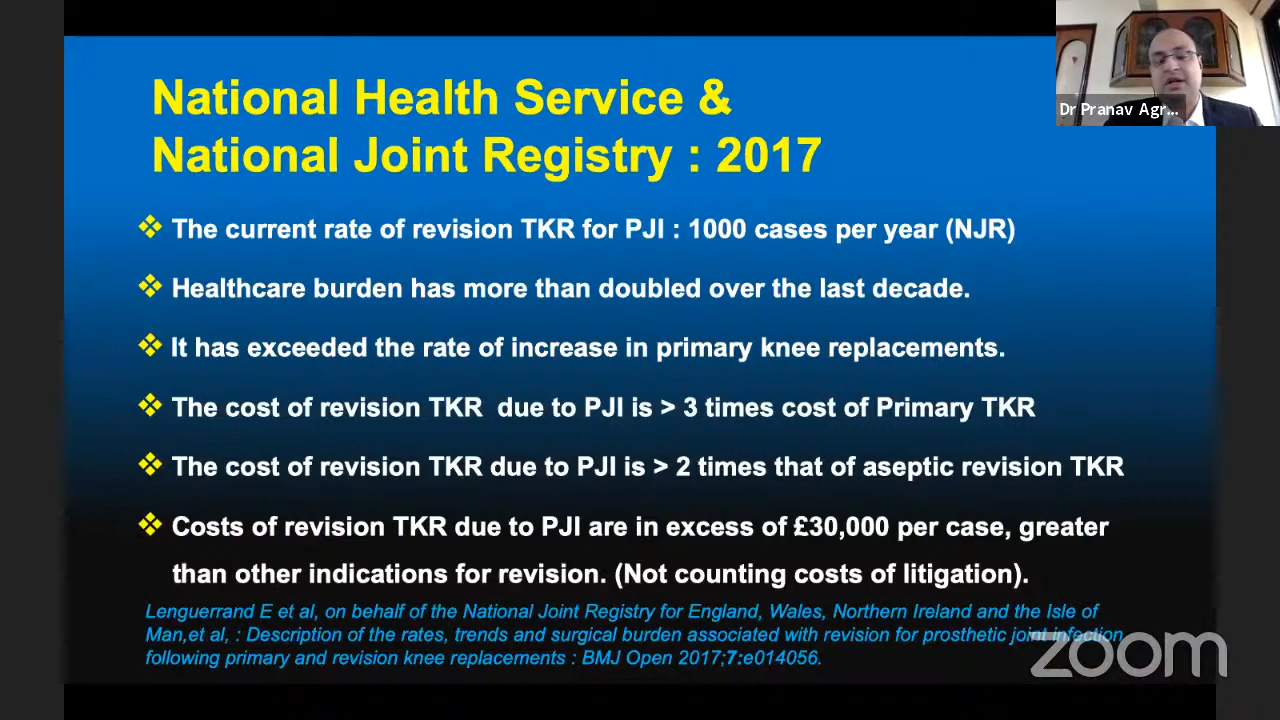 National Health Service &
National Joint Registry : 2017
Dr Pranav Agr...
❖ The current rate of revision TKR for PJI : 1000 cases per year (NJR)
❖ Healthcare burden has more than doubled over the last decade.
❖ It has exceeded the rate of increase in primary knee replacements.
❖ The cost of revision TKR due to PJI is > 3 times cost of Primary TKR
❖ The cost of revision TKR due to PJI is > 2 times that of aseptic revision TKR
❖ Costs of revision TKR due to PJI are in excess of £30,000 per case, greater
than other indications for revision. (Not counting costs of litigation).
Lenguerrand E et al, on behalf of the National Joint Registry for England, Wales, Northern Ireland and the Isle of
Man,et al, : Description of the rates, trends and surgical burden associated with revision for prosthetic joint infection
following primary and revision knee replacements : BMJ Open 2017;7:e014056.
zoom